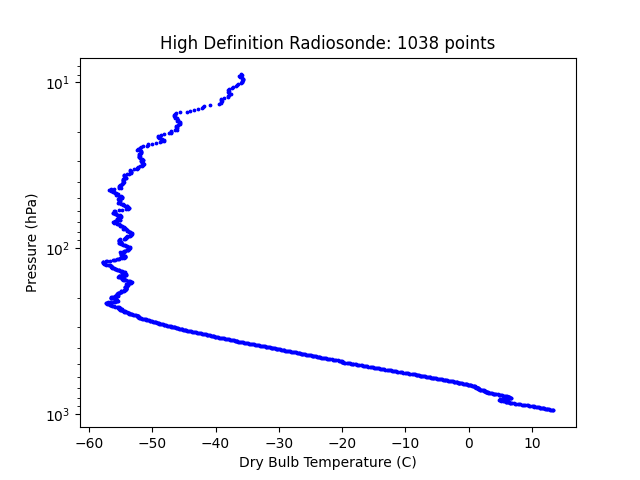 High Definition Radiosonde: 1038 points
10¹
10²
10³
Pressure (hPa)
−60 −50 −40 −30 −20 −10 0 10
Dry Bulb Temperature (C)